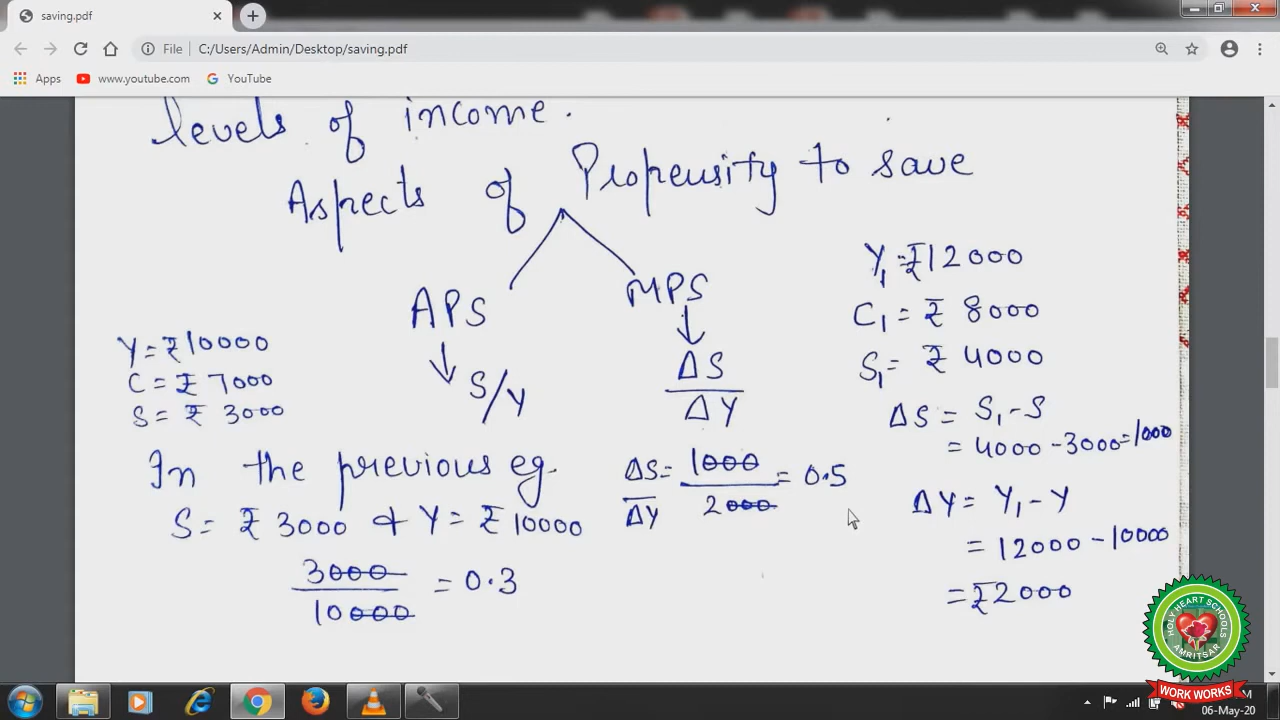 saving.pdf
File C:/Users/Admin/Desktop/saving.pdf
Apps www.youtube.com YouTube
levels of income.
Aspects of Propensity to save
APS
S/Y
MPS
ΔS
ΔY
Y = ₹10000
C = ₹ 7000
S = ₹ 3000
In the previous eg.
S = ₹ 3000 & Y = ₹ 10000
3000
10000
= 0.3
ΔS = 1000 = 0.5
ΔY 2000
Y₁ = ₹12000
C₁ = ₹ 8000
S₁ = ₹ 4000
ΔS = S₁ - S
= 4000 - 3000 = 1000
ΔY = Y₁ - Y
= 12000 - 10000
= ₹2000
HOLY HEART SCHOOLS
AMRITSAR
WORK WORKS
06-May-20